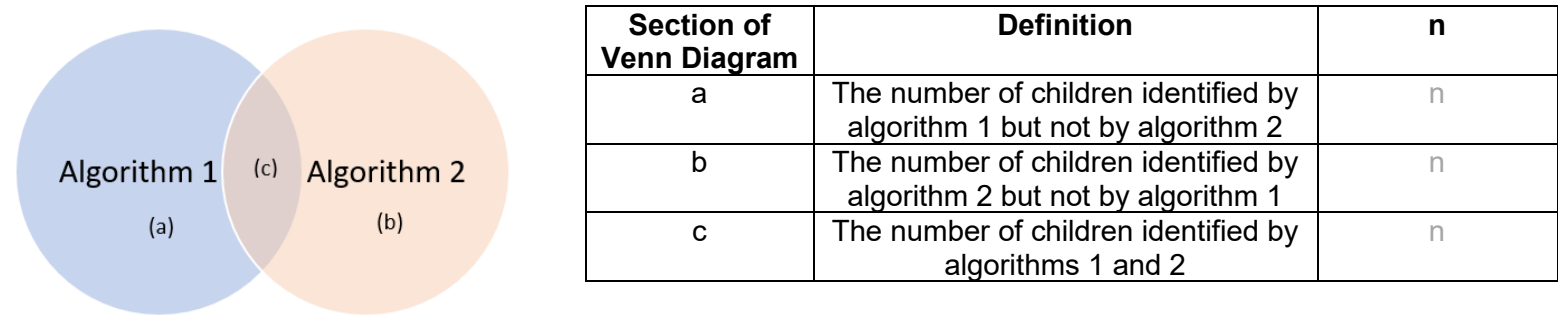 Algorithm 1
(c)
Algorithm 2
(a)
(b)
Section of
Venn Diagram
Definition
n
a
The number of children identified by
algorithm 1 but not by algorithm 2
n
b
The number of children identified by
algorithm 2 but not by algorithm 1
n
c
The number of children identified by
algorithms 1 and 2
n